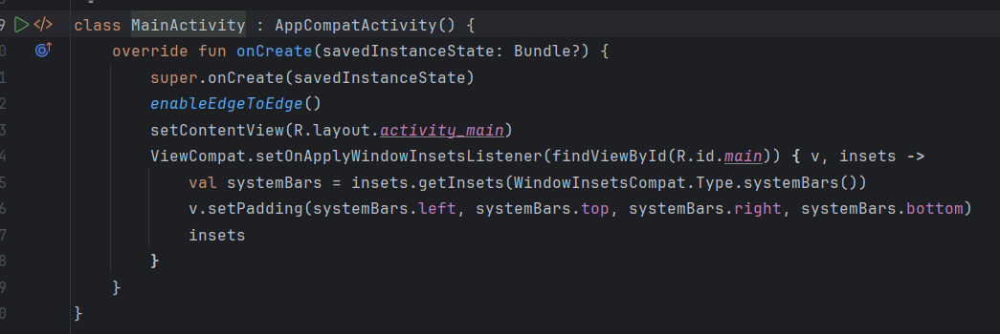 class MainActivity : AppCompatActivity() {
override fun onCreate(savedInstanceState: Bundle?) {
super.onCreate(savedInstanceState)
enableEdgeToEdge()
setContentView(R.layout.activity_main)
ViewCompat.setOnApplyWindowInsetsListener(findViewById(R.id.main)) { v, insets ->
val systemBars = insets.getInsets(WindowInsetsCompat.Type.systemBars())
v.setPadding(systemBars.left, systemBars.top, systemBars.right, systemBars.bottom)
insets
}
}
}